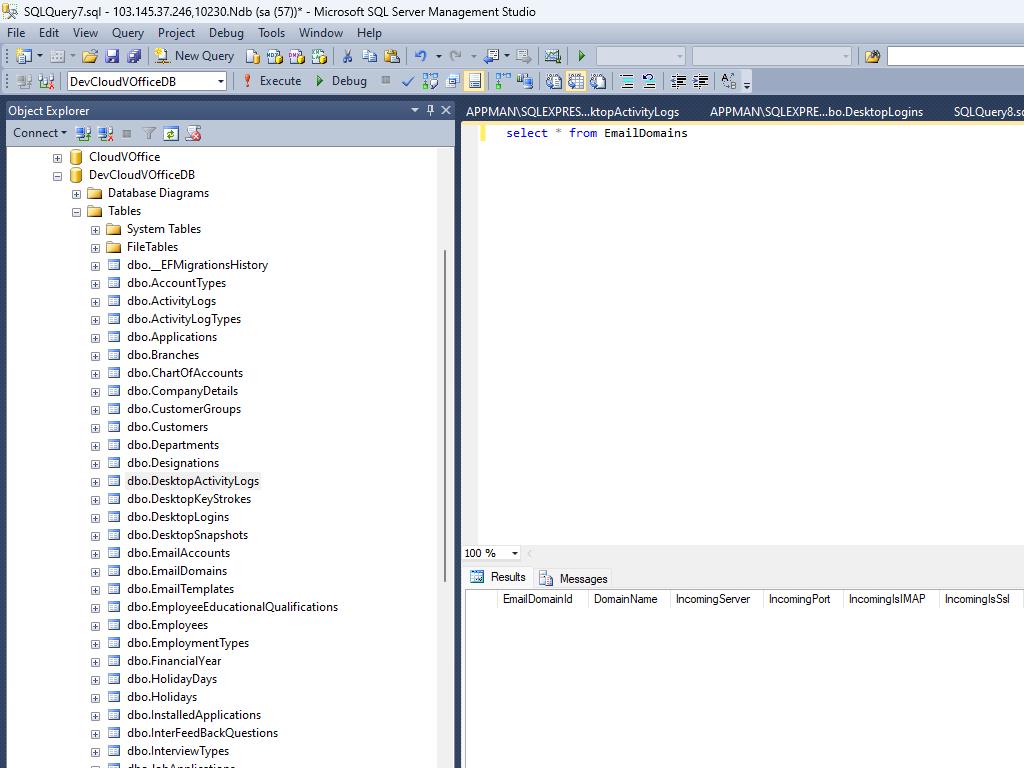 SQLQuery7.sql - 103.145.37.246,10230.Ndb (sa (57))* - Microsoft SQL Server Management Studio
File Edit View Query Project Debug Tools Window Help
New Query
DevCloudVOfficeDB Execute Debug
Object Explorer
APPMAN\SQLEXPRES...ktopActivityLogs APPMAN\SQLEXPRE...bo.DesktopLogins SQLQuery8.sq
Connect
select * from EmailDomains
CloudVOffice
DevCloudVOfficeDB
Database Diagrams
Tables
System Tables
FileTables
dbo.__EFMigrationsHistory
dbo.AccountTypes
dbo.ActivityLogs
dbo.ActivityLogTypes
dbo.Applications
dbo.Branches
dbo.ChartOfAccounts
dbo.CompanyDetails
dbo.CustomerGroups
dbo.Customers
dbo.Departments
dbo.Designations
dbo.DesktopActivityLogs
dbo.DesktopKeyStrokes
dbo.DesktopLogins
dbo.DesktopSnapshots
dbo.EmailAccounts
dbo.EmailDomains
dbo.EmailTemplates
dbo.EmployeeEducationalQualifications
dbo.Employees
dbo.EmploymentTypes
dbo.FinancialYear
dbo.HolidayDays
dbo.Holidays
dbo.InstalledApplications
dbo.InterFeedBackQuestions
dbo.InterviewTypes
dbo.JobApplications
100 %
Results Messages
EmailDomainId DomainName IncomingServer IncomingPort IncomingIsIMAP IncomingIsSsl